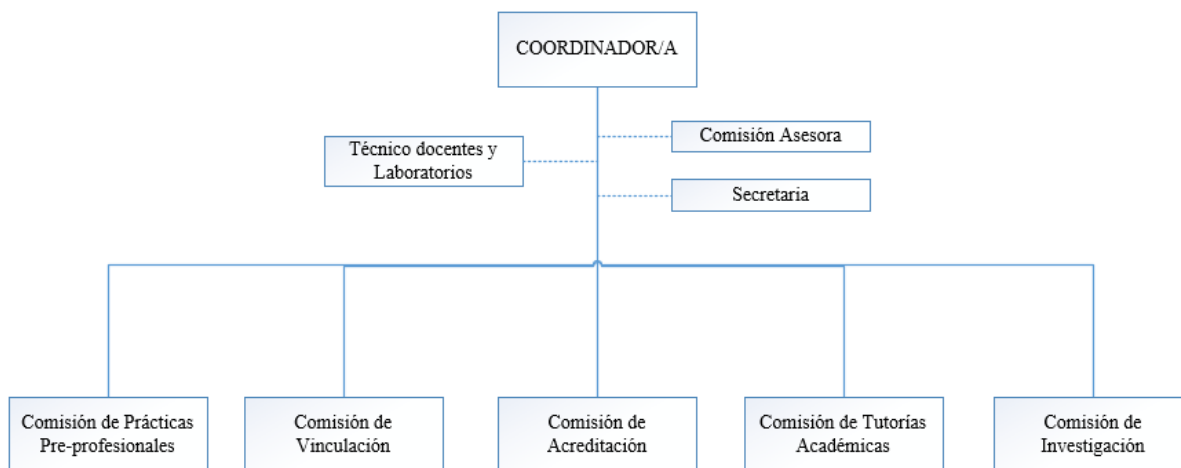 COORDINADOR/A
Comisión Asesora
Técnico docentes y
Laboratorios
Secretaria
Comisión de Prácticas
Pre-profesionales
Comisión de
Vinculación
Comisión de
Acreditación
Comisión de Tutorías
Académicas
Comisión de
Investigación